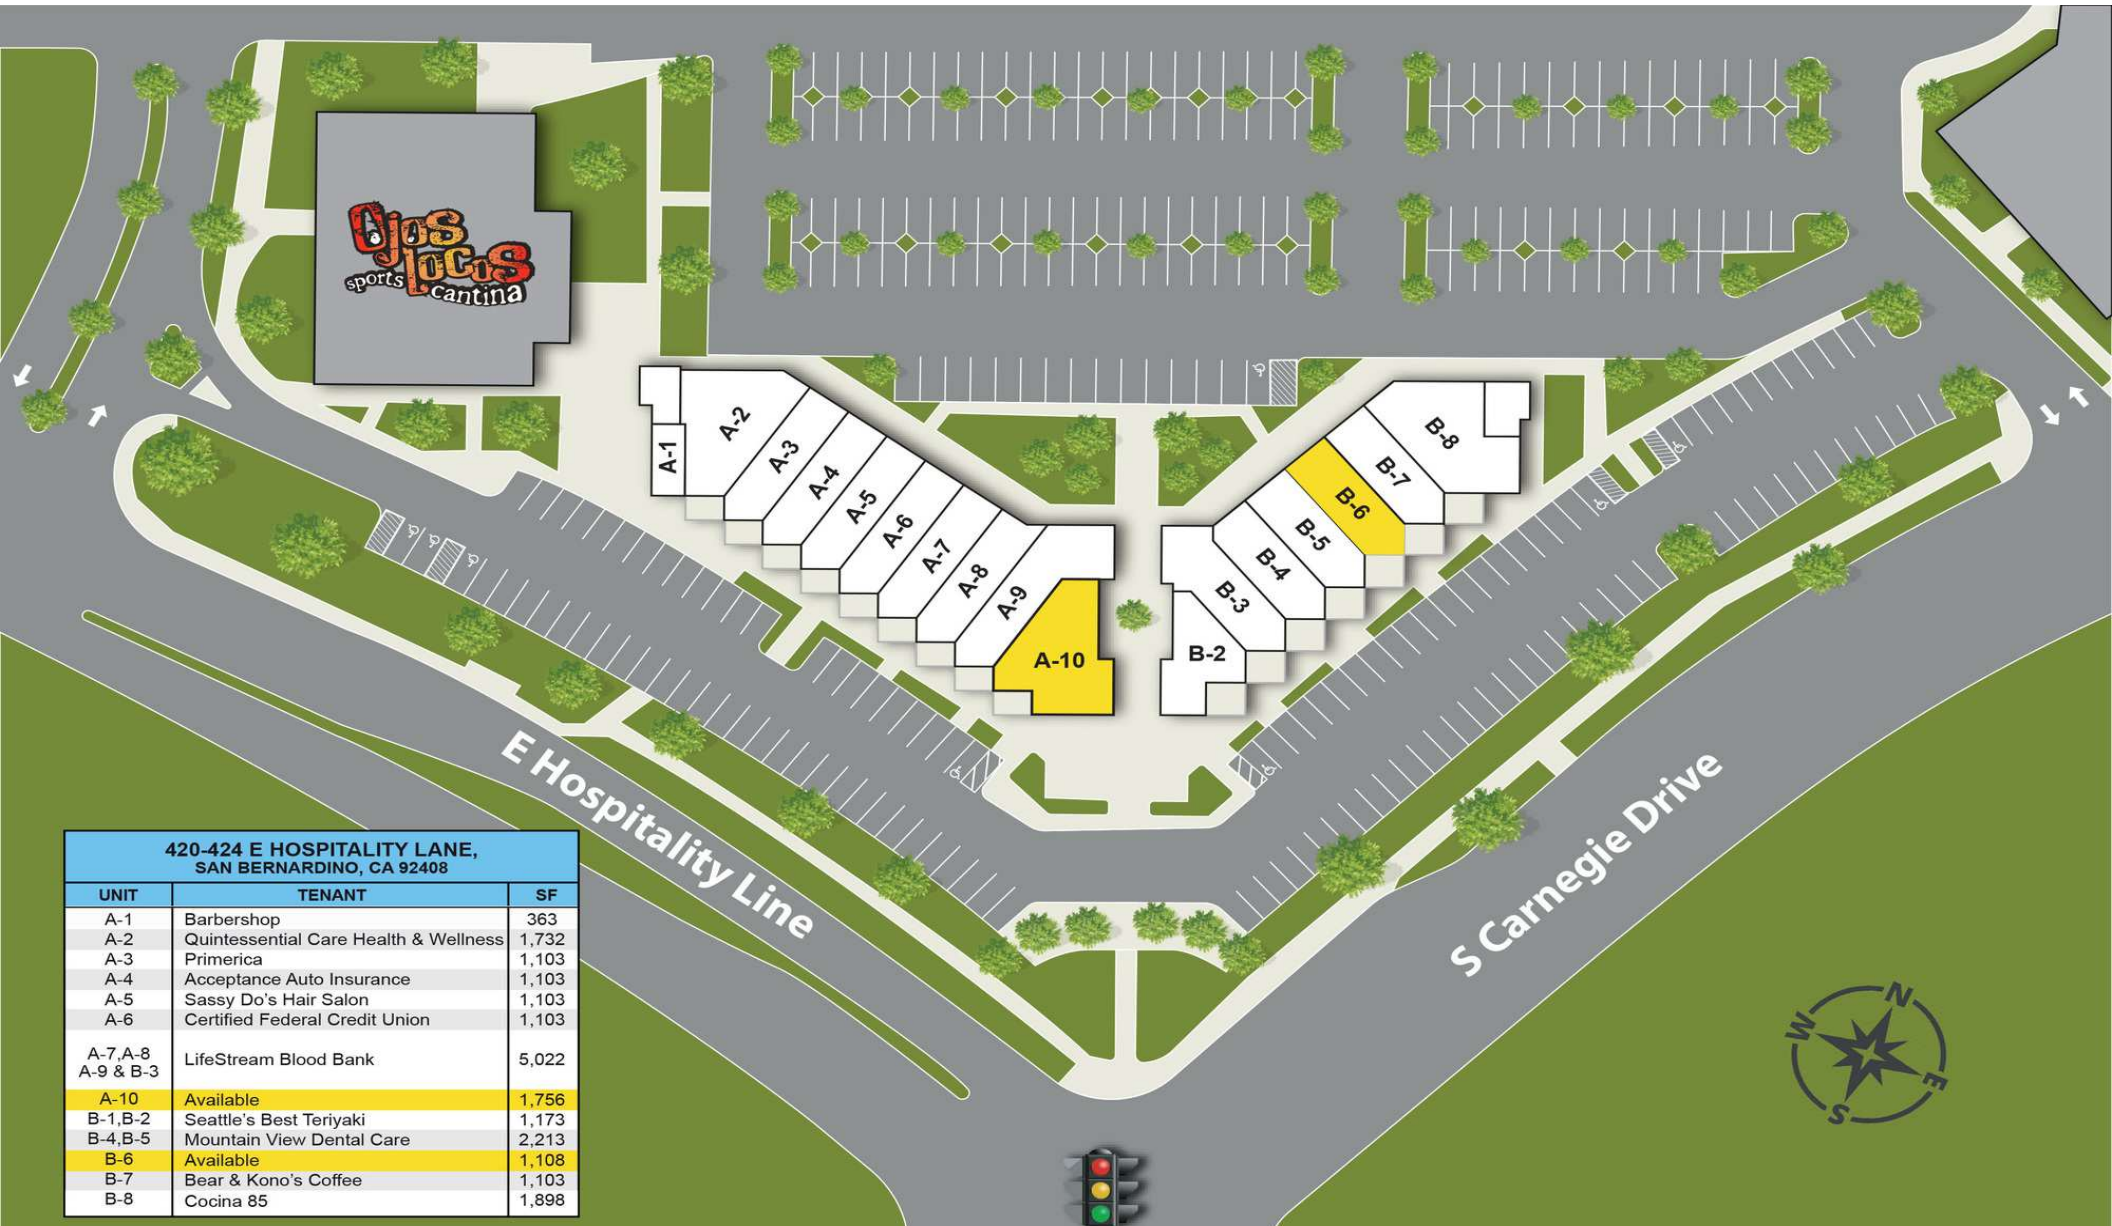 Ojos
Locos
sports cantina
A-1
A-2
A-3
A-4
A-5
A-6
A-7
A-8
A-9
A-10
B-2
B-3
B-4
B-5
B-6
B-7
B-8
E Hospitality Line
S Carnegie Drive
N
W
E
S
420-424 E HOSPITALITY LANE,
SAN BERNARDINO, CA 92408
UNIT TENANT SF
A-1 Barbershop 363
A-2 Quintessential Care Health & Wellness 1,732
A-3 Primerica 1,103
A-4 Acceptance Auto Insurance 1,103
A-5 Sassy Do's Hair Salon 1,103
A-6 Certified Federal Credit Union 1,103
A-7,A-8
A-9 & B-3 LifeStream Blood Bank 5,022
A-10 Available 1,756
B-1,B-2 Seattle's Best Teriyaki 1,173
B-4,B-5 Mountain View Dental Care 2,213
B-6 Available 1,108
B-7 Bear & Kono's Coffee 1,103
B-8 Cocina 85 1,898